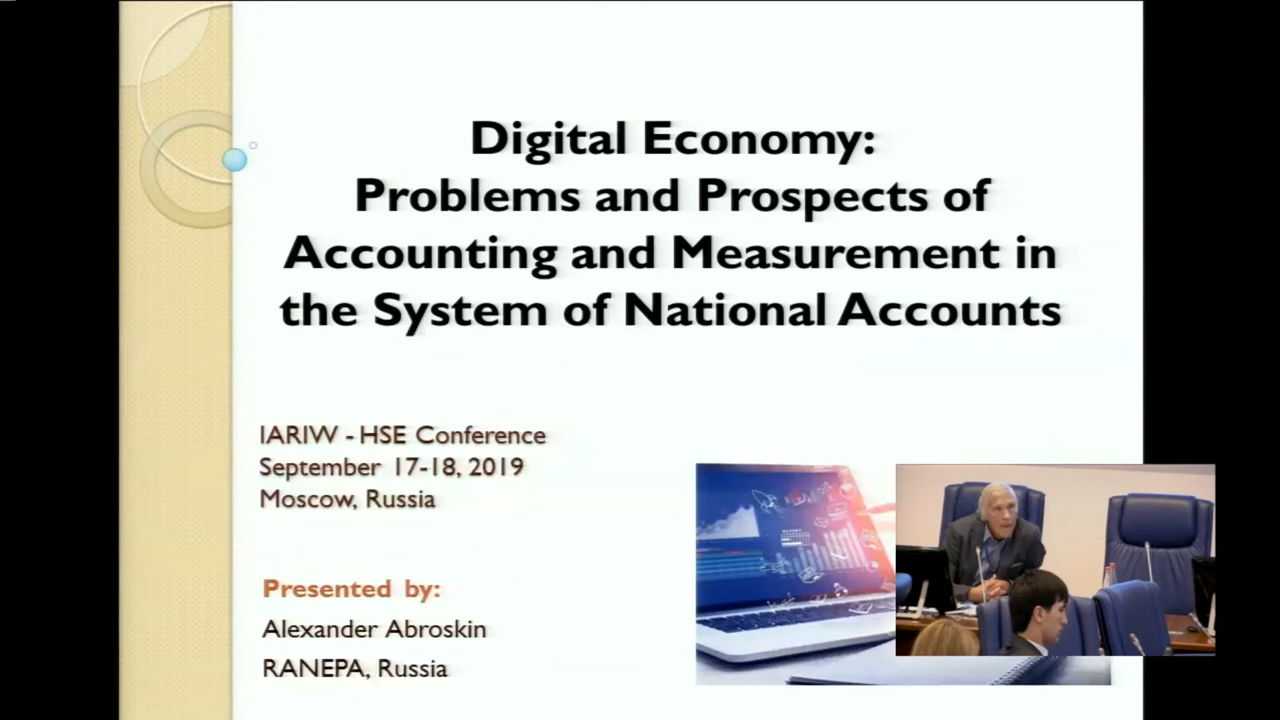 Digital Economy:
Problems and Prospects of
Accounting and Measurement in
the System of National Accounts
IARIW - HSE Conference
September 17-18, 2019
Moscow, Russia
Presented by:
Alexander Abroskin
RANEPA, Russia